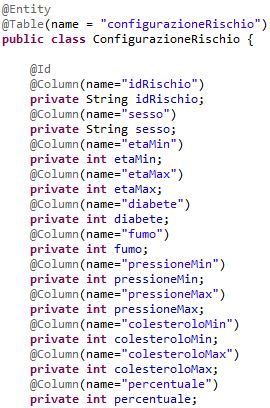 @Entity
@Table(name = "configurazioneRischio")
public class ConfigurazioneRischio {
@Id
@Column(name="idRischio")
private String idRischio;
@Column(name="sesso")
private String sesso;
@Column(name="etaMin")
private int etaMin;
@Column(name="etaMax")
private int etaMax;
@Column(name="diabete")
private int diabete;
@Column(name="fumo")
private int fumo;
@Column(name="pressioneMin")
private int pressioneMin;
@Column(name="pressioneMax")
private int pressioneMax;
@Column(name="colesteroloMin")
private int colesteroloMin;
@Column(name="colesteroloMax")
private int colesteroloMax;
@Column(name="percentuale")
private int percentuale;